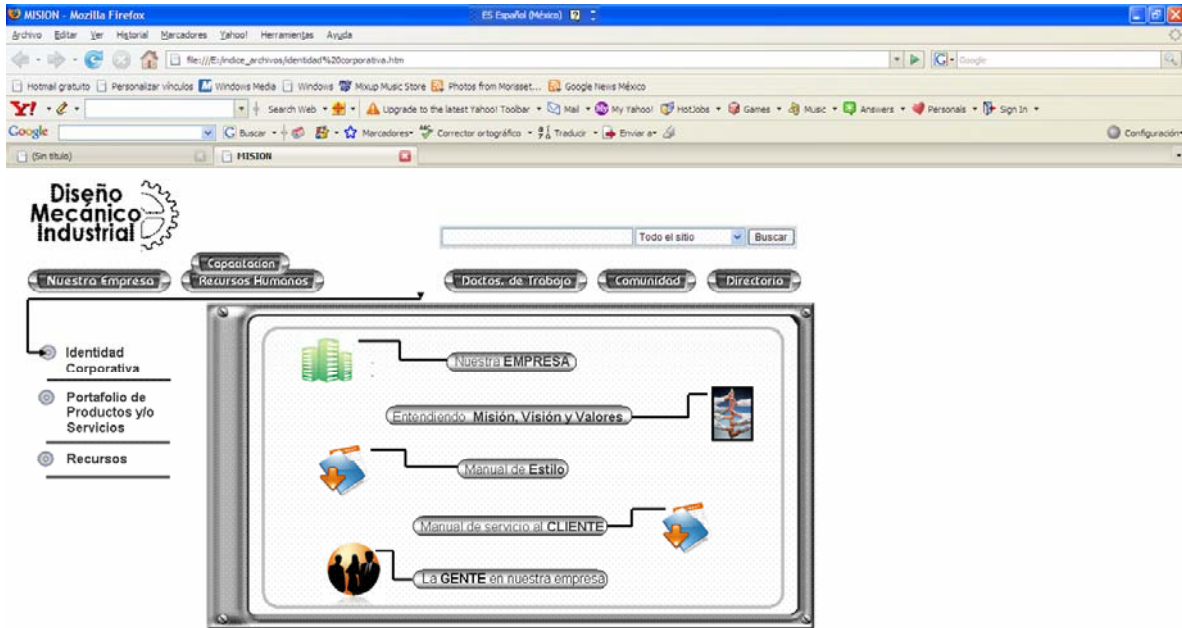 MISION - Mozilla Firefox
ES Español (México)
Archivo Editar Ver Historial Marcadores Yahoo! Herramientas Ayuda
file:///E:/indice_archivos/identidad%20corporativa.htm
Google
Hotmail gratuito Personalizar vínculos Windows Media Windows Mixup Music Store Photos from Morisset... Google News México
Y! Search Web Upgrade to the latest Yahoo! Toolbar Mail My Yahoo! HotJobs Games Music Answers Personals Sign In
Google Buscar Marcadores Corrector ortográfico Traducir Enviar a Configuración
(Sin título) MISION
Diseño
Mecánico
Industrial
Todo el sitio Buscar
Capacitacion
Nuestra Empresa Recursos Humanos Doctos. de Trabajo Comunidad Directorio
Identidad
Corporativa
Portafolio de
Productos y/o
Servicios
Recursos
Nuestra EMPRESA
Entendiendo Misión, Visión y Valores
Manual de Estilo
Manual de servicio al CLIENTE
La GENTE en nuestra empresa